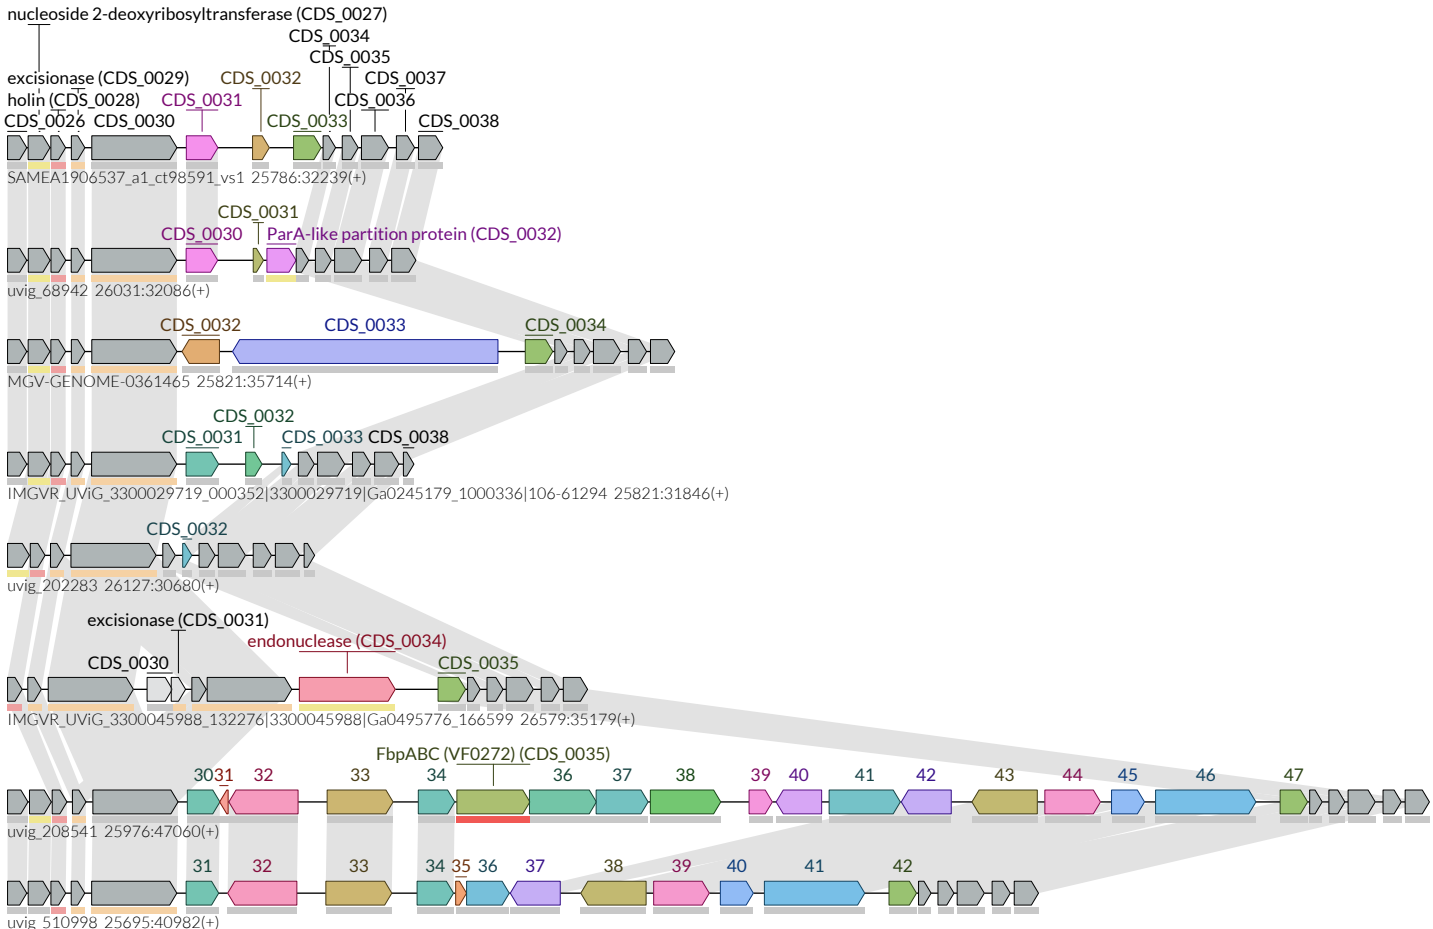 nucleoside 2-deoxyribosyltransferase (CDS_0027)
CDS_0034
CDS_0035
excisionase (CDS_0029) CDS_0032 CDS_0037
holin (CDS_0028) CDS_0031 CDS_0036
CDS_0026 CDS_0030 CDS_0033 CDS_0038
SAMEA1906537_a1_ct98591_vs1 25786:32239(+)
CDS_0031
CDS_0030 ParA-like partition protein (CDS_0032)
uvig_68942 26031:32086(+)
CDS_0032 CDS_0033 CDS_0034
MGV-GENOME-0361465 25821:35714(+)
CDS_0032
CDS_0031 CDS_0033 CDS_0038
IMGVR_UViG_3300029719_000352|3300029719|Ga0245179_1000336|106-61294 25821:31846(+)
CDS_0032
uvig_202283 26127:30680(+)
excisionase (CDS_0031)
endonuclease (CDS_0034)
CDS_0030 CDS_0035
IMGVR_UViG_3300045988_132276|3300045988|Ga0495776_166599 26579:35179(+)
FbpABC (VF0272) (CDS_0035)
30 31 32 33 34 36 37 38 39 40 41 42 43 44 45 46 47
uvig_208541 25976:47060(+)
31 32 33 34 35 36 37 38 39 40 41 42
uvig_510998 25695:40982(+)